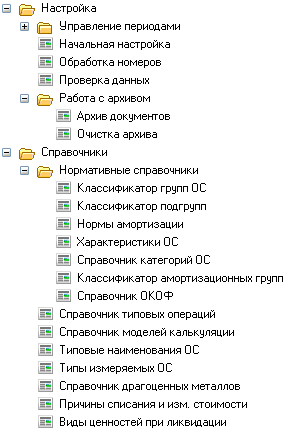 Настройка
Управление периодами
Начальная настройка
Обработка номеров
Проверка данных
Работа с архивом
Архив документов
Очистка архива
Справочники
Нормативные справочники
Классификатор групп ОС
Классификатор подгрупп
Нормы амортизации
Характеристики ОС
Справочник категорий ОС
Классификатор амортизационных групп
Справочник ОКОФ
Справочник типовых операций
Справочник моделей калькуляции
Типовые наименования ОС
Типы измеряемых ОС
Справочник драгоценных металлов
Причины списания и изм. стоимости
Виды ценностей при ликвидации